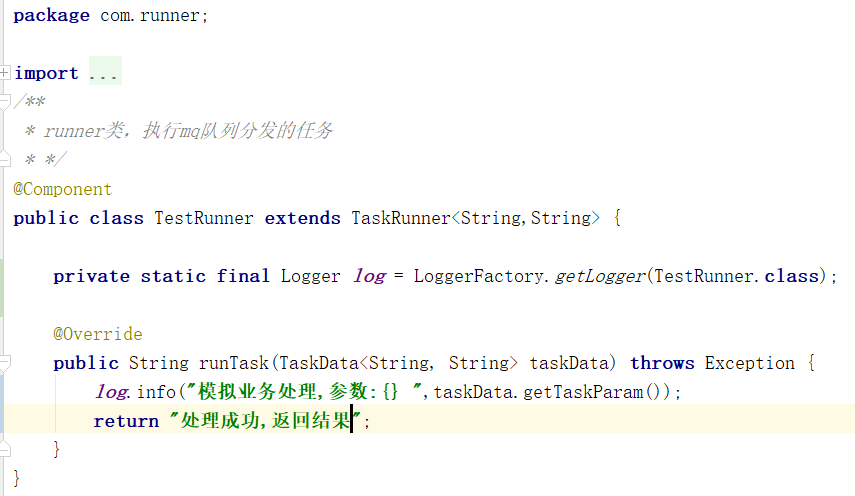 package com.runner;
import ...
/**
 * runner类，执行mq队列分发的任务
 * */
@Component
public class TestRunner extends TaskRunner<String,String> {
    private static final Logger log = LoggerFactory.getLogger(TestRunner.class);
    @Override
    public String runTask(TaskData<String, String> taskData) throws Exception {
        log.info("模拟业务处理,参数:{} ",taskData.getTaskParam());
        return "处理成功,返回结果";
    }
}